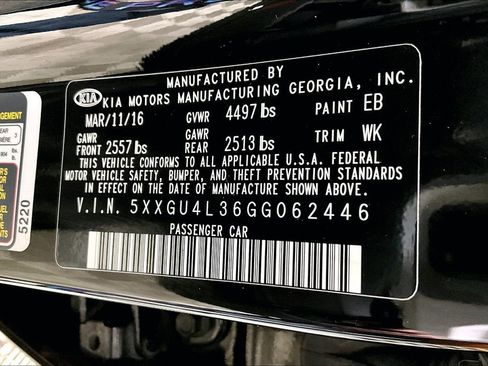 MANUFACTURED BY
KIA KIA MOTORS MANUFACTURING GEORGIA, INC.
MAR/11/16 GVWR 4497 lbs PAINT EB
GAWR FRONT 2557 lbs GAWR REAR 2513 lbs TRIM WK
THIS VEHICLE CONFORMS TO ALL APPLICABLE U.S.A. FEDERAL
MOTOR VEHICLE SAFETY, BUMPER, AND THEFT PREVENTION STANDARDS
IN EFFECT ON THE DATE OF MANUFACTURE SHOWN ABOVE.
V.I.N. 5XXGU4L36GG062446
PASSENGER CAR
5220